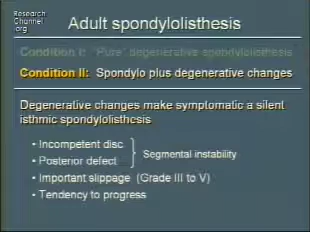 Research
Channel
.org
Adult spondylolisthesis
Condition I: "Pure" degenerative spondylolisthesis
Condition II: Spondylo plus degenerative changes
Degenerative changes make symptomatic a silent
isthmic spondylolisthesis
• Incompetent disc
• Posterior defect
Segmental instability
• Important slippage (Grade III to V)
• Tendency to progress